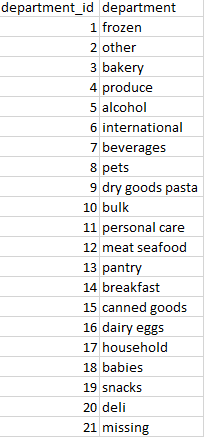 department_id department
1 frozen
2 other
3 bakery
4 produce
5 alcohol
6 international
7 beverages
8 pets
9 dry goods pasta
10 bulk
11 personal care
12 meat seafood
13 pantry
14 breakfast
15 canned goods
16 dairy eggs
17 household
18 babies
19 snacks
20 deli
21 missing